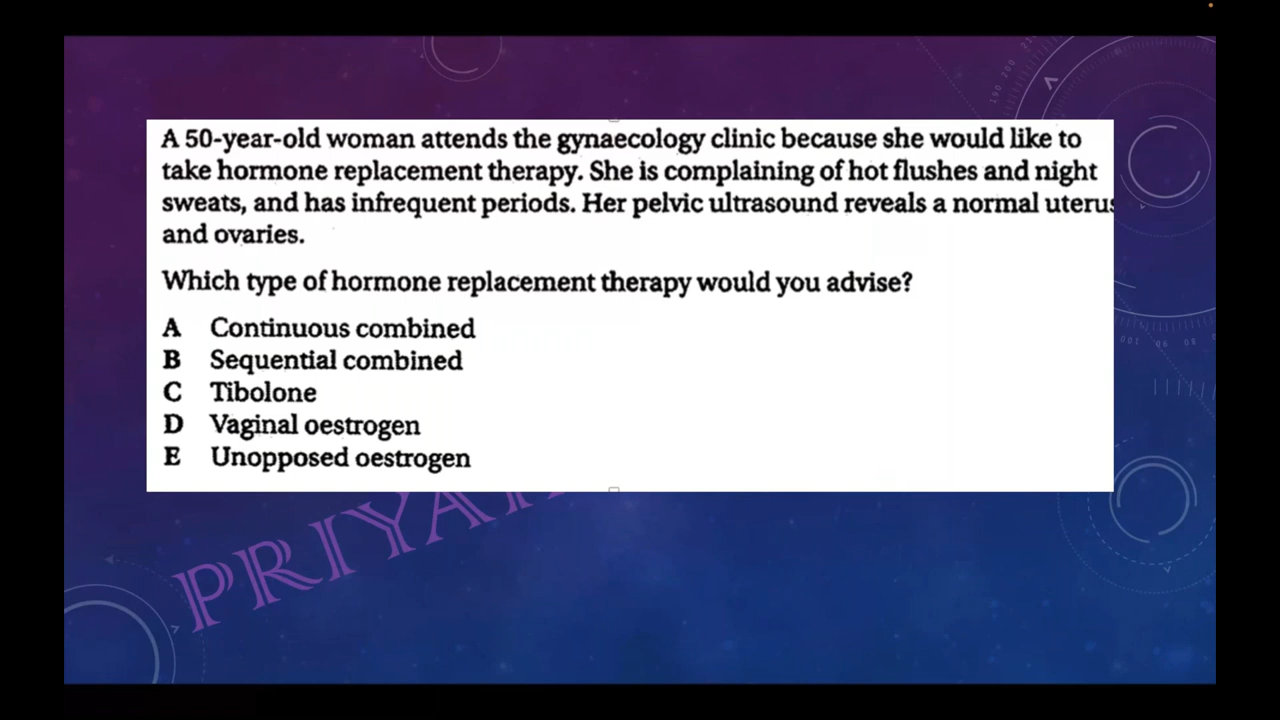 A 50-year-old woman attends the gynaecology clinic because she would like to
take hormone replacement therapy. She is complaining of hot flushes and night
sweats, and has infrequent periods. Her pelvic ultrasound reveals a normal uterus
and ovaries.
Which type of hormone replacement therapy would you advise?
A Continuous combined
B Sequential combined
C Tibolone
D Vaginal oestrogen
E Unopposed oestrogen